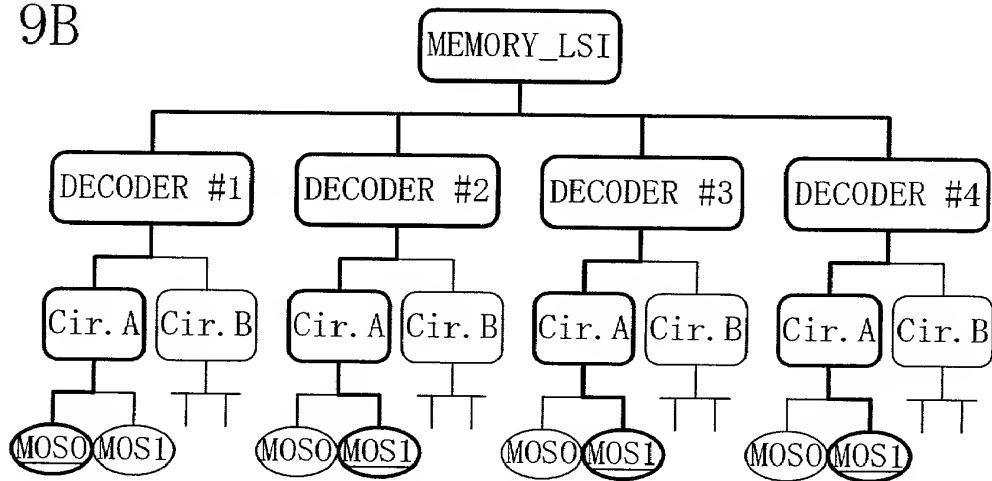 9B
MEMORY_LSI
DECODER #1 DECODER #2 DECODER #3 DECODER #4
Cir.A Cir.B Cir.A Cir.B Cir.A Cir.B Cir.A Cir.B
MOS0 MOS1 MOS0 MOS1 MOS0 MOS1 MOS0 MOS1